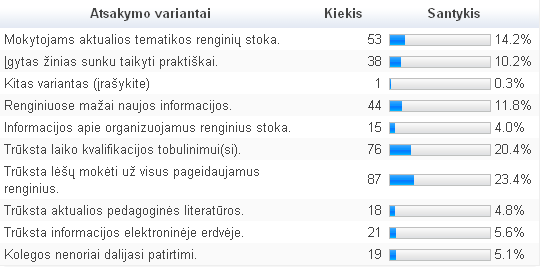 Atsakymo variantai Kiekis Santykis
Mokytojams aktualios tematikos renginių stoka. 53 14.2%
Įgytas žinias sunku taikyti praktiškai. 38 10.2%
Kitas variantas (įrašykite) 1 0.3%
Renginiuose mažai naujos informacijos. 44 11.8%
Informacijos apie organizuojamus renginius stoka. 15 4.0%
Trūksta laiko kvalifikacijos tobulinimui(si). 76 20.4%
Trūksta lėšų mokėti už visus pageidaujamus
renginius. 87 23.4%
Trūksta aktualios pedagoginės literatūros. 18 4.8%
Trūksta informacijos elektroninėje erdvėje. 21 5.6%
Kolegos nenoriai dalijasi patirtimi. 19 5.1%